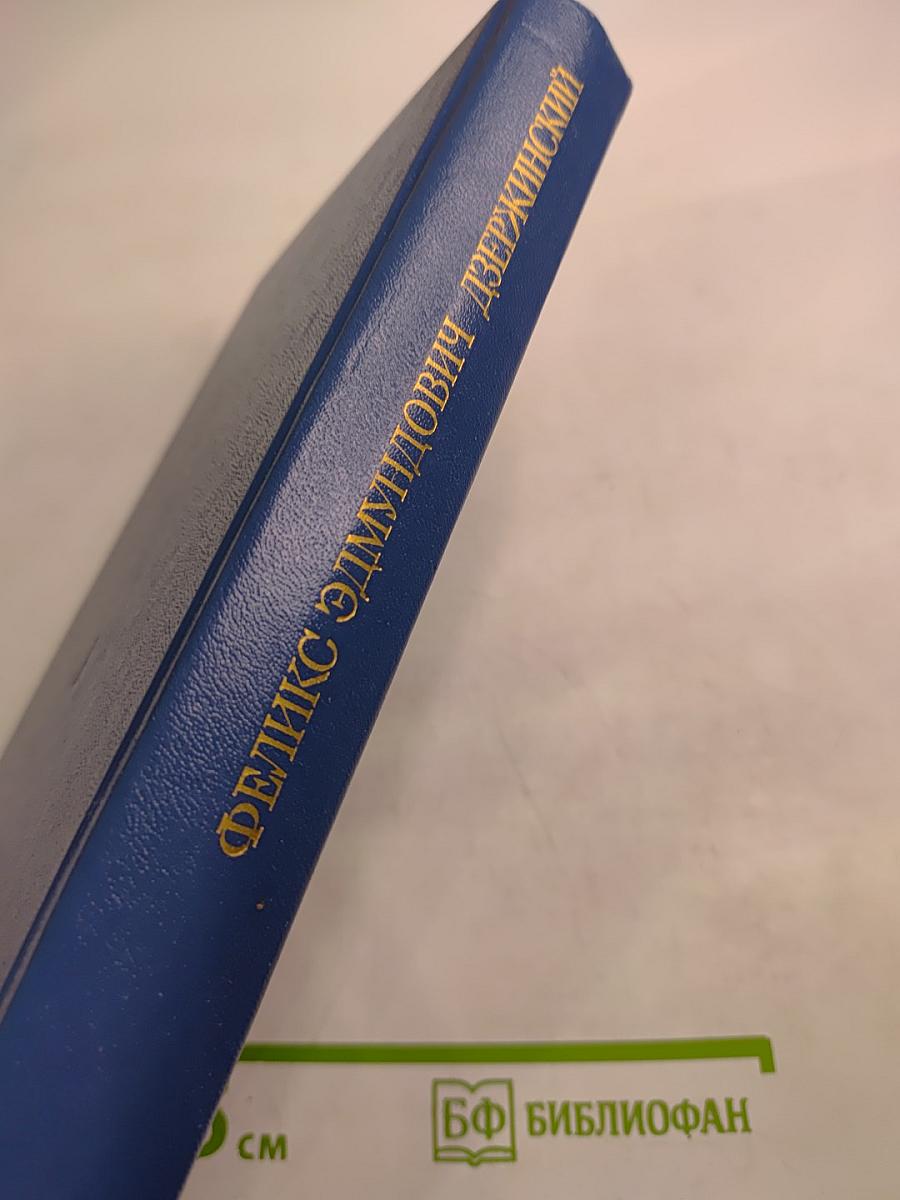 ФЕЛИКС ЭДМУНДОВИЧ ДЗЕРЖИНСКИЙ
см
БФ БИБЛИОФАН